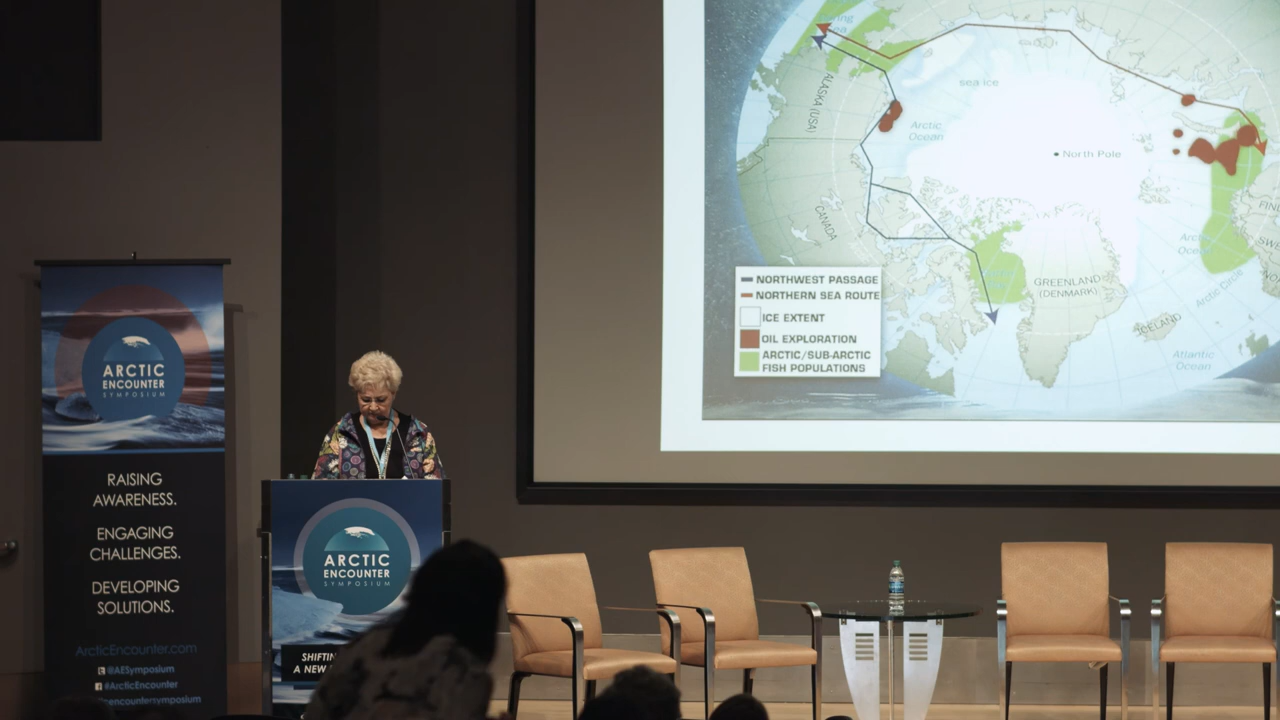 ARCTIC
ENCOUNTER
SYMPOSIUM
RAISING
AWARENESS.
ENGAGING
CHALLENGES.
DEVELOPING
SOLUTIONS.
ArcticEncounter.com
@AESymposium
#ArcticEncounter
ARCTIC
ENCOUNTER
SYMPOSIUM
A NEW
ALASKA (USA)
sea ice
Arctic
Ocean
North Pole
CANADA
GREENLAND
(DENMARK)
ICELAND
Arctic Circle
Atlantic
Ocean
NORTHWEST PASSAGE
NORTHERN SEA ROUTE
ICE EXTENT
OIL EXPLORATION
ARCTIC/SUB-ARCTIC
FISH POPULATIONS